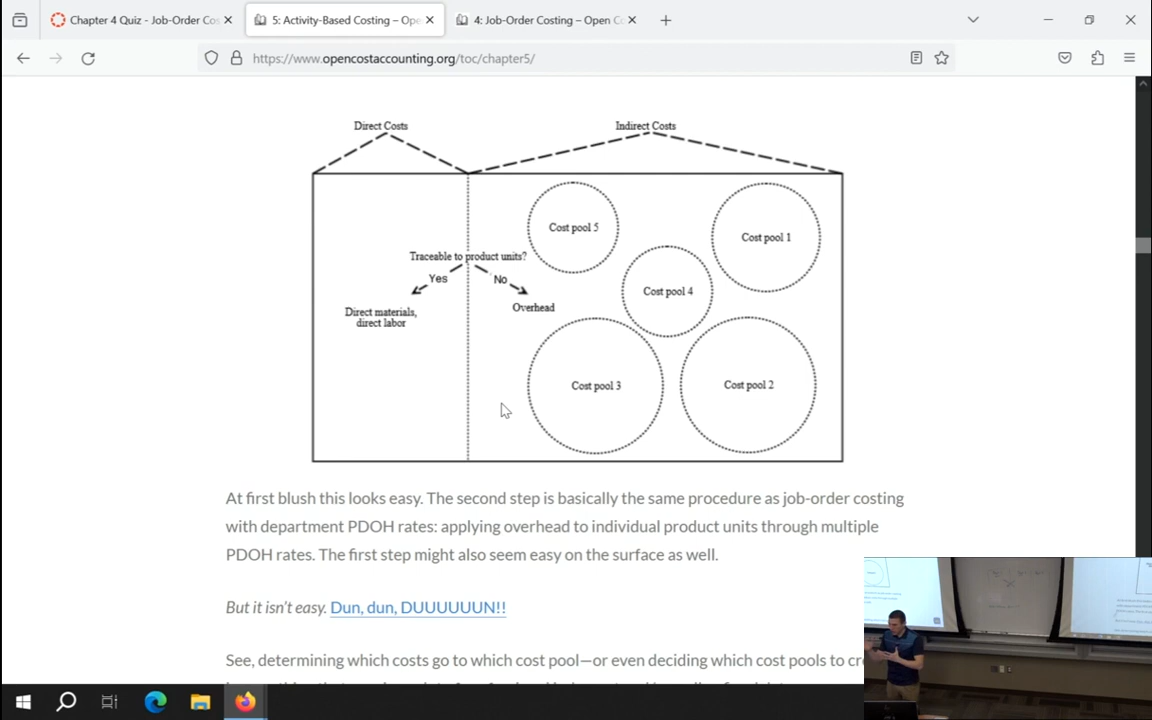 Chapter 4 Quiz - Job-Order Cos
5: Activity-Based Costing – Ope
4: Job-Order Costing – Open Co
https://www.opencostaccounting.org/toc/chapter5/
Direct Costs
Indirect Costs
Cost pool 5
Cost pool 1
Traceable to product units?
Yes
No
Cost pool 4
Direct materials,
direct labor
Overhead
Cost pool 3
Cost pool 2
At first blush this looks easy. The second step is basically the same procedure as job-order costing
with department PDOH rates: applying overhead to individual product units through multiple
PDOH rates. The first step might also seem easy on the surface as well.
But it isn't easy. Dun, dun, DUUUUUUN!!
See, determining which costs go to which cost pool—or even deciding which cost pools to cr